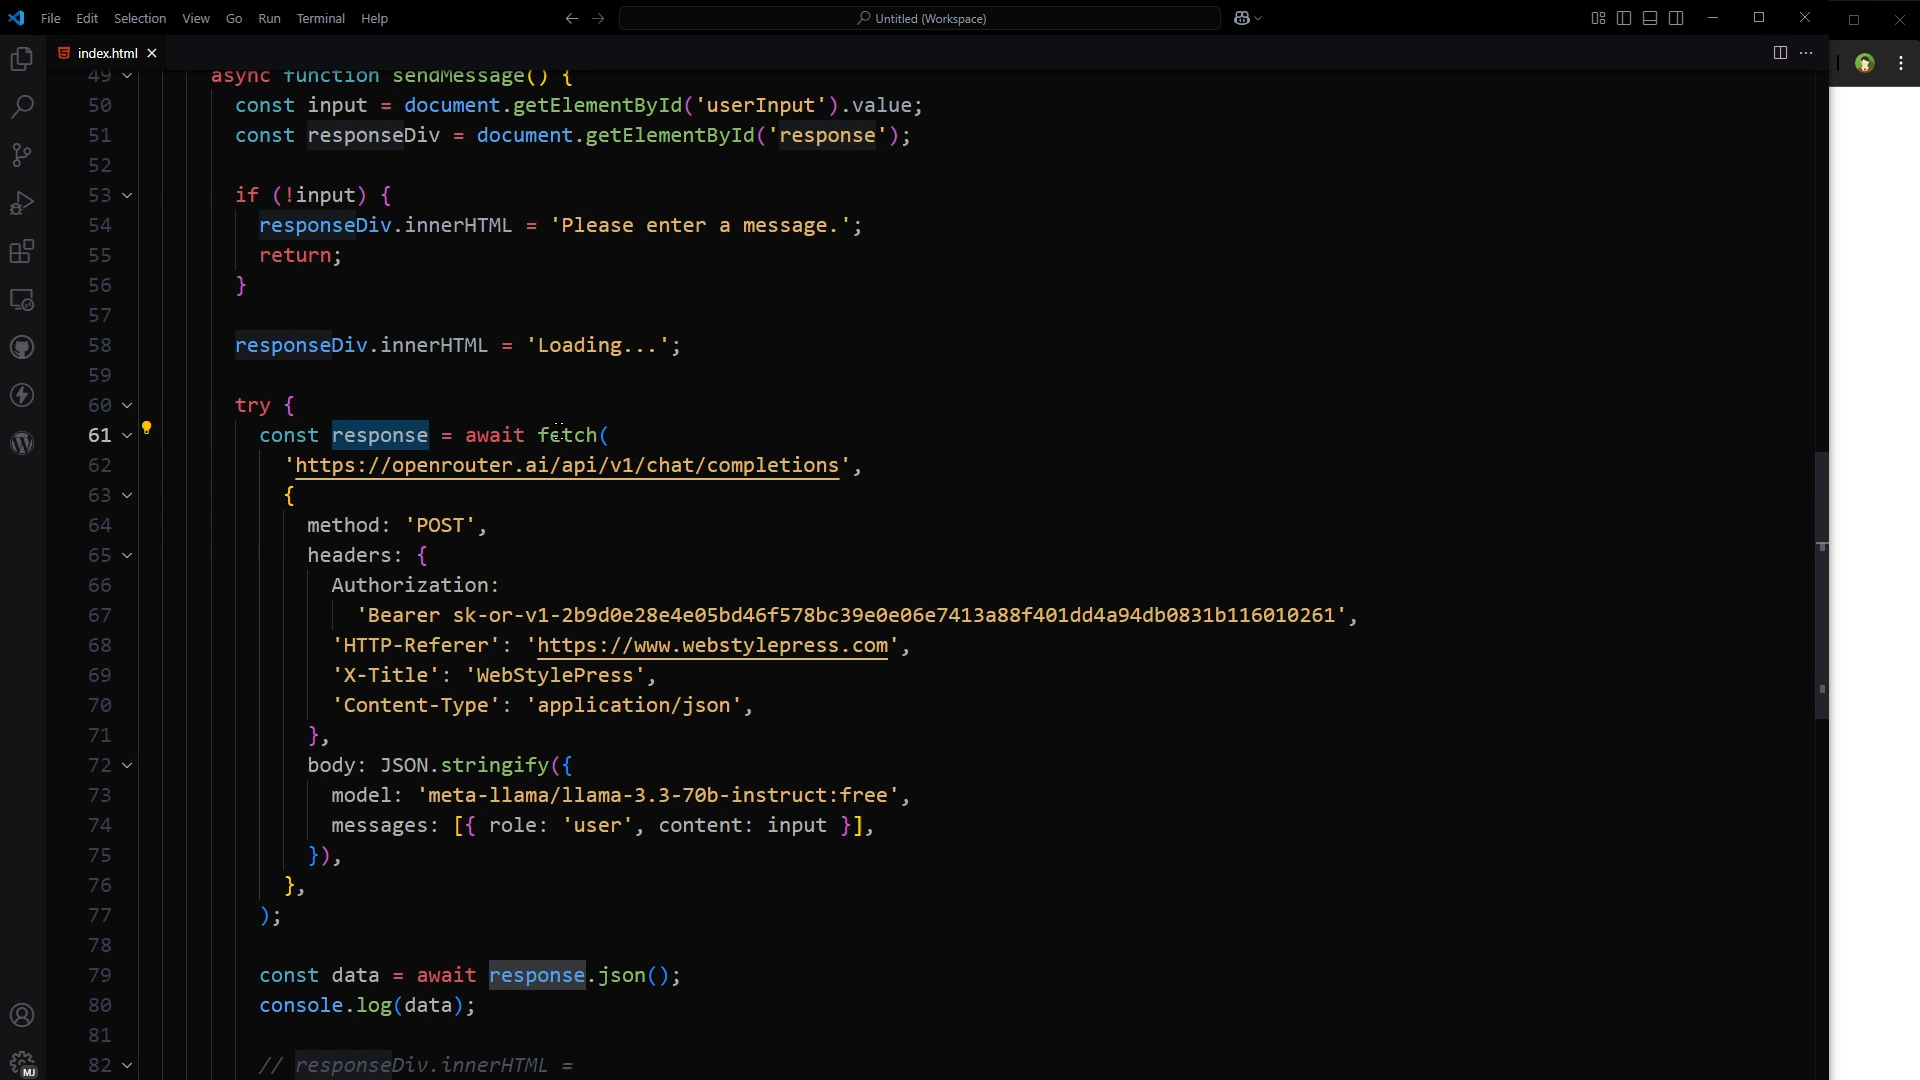 File Edit Selection View Go Run Terminal Help
Untitled (Workspace)
index.html
49 async function sendMessage() {
50 const input = document.getElementById('userInput').value;
51 const responseDiv = document.getElementById('response');
52
53 if (!input) {
54 responseDiv.innerHTML = 'Please enter a message.';
55 return;
56 }
57
58 responseDiv.innerHTML = 'Loading...';
59
60 try {
61 const response = await fetch(
62 'https://openrouter.ai/api/v1/chat/completions',
63 {
64 method: 'POST',
65 headers: {
66 Authorization:
67 'Bearer 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',
68 'HTTP-Referer': 'https://www.webstylepress.com',
69 'X-Title': 'WebStylePress',
70 'Content-Type': 'application/json',
71 },
72 body: JSON.stringify({
73 model: 'meta-llama/llama-3.3-70b-instruct:free',
74 messages: [{ role: 'user', content: input }],
75 }),
76 },
77 );
78
79 const data = await response.json();
80 console.log(data);
81
82 // responseDiv.innerHTML =
MJ